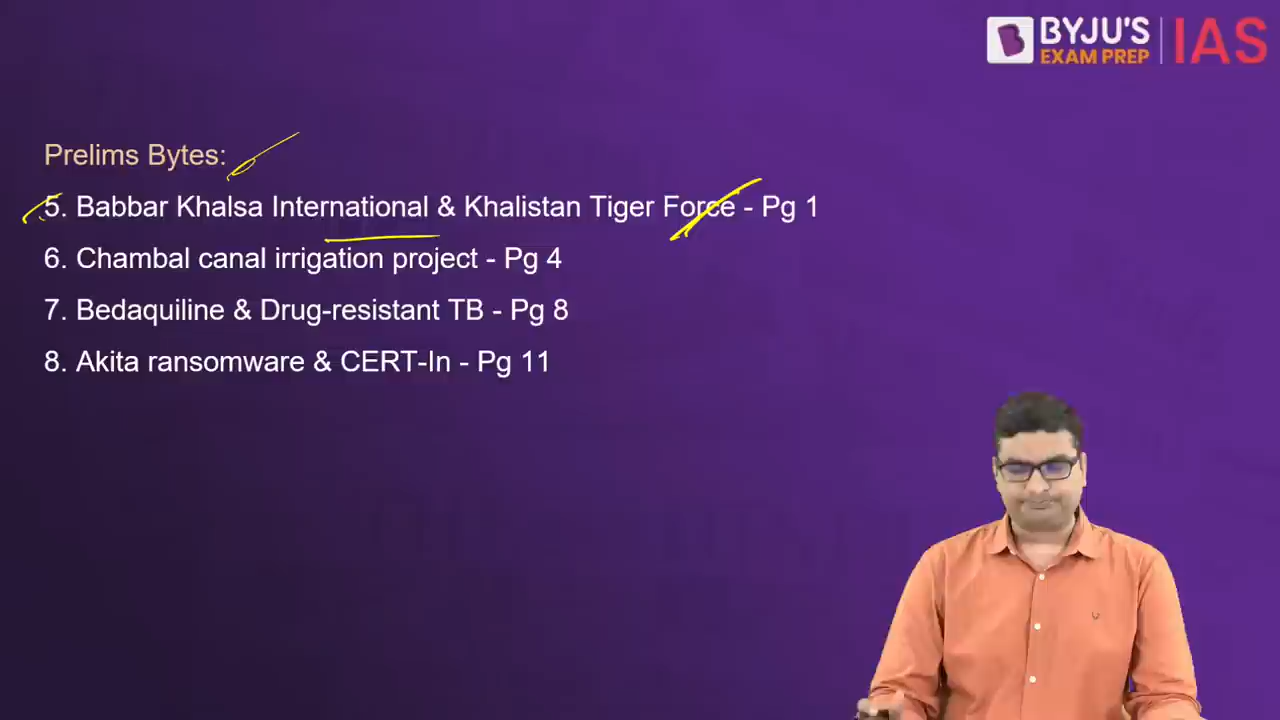 BYJU'S
EXAM PREP
IAS
Prelims Bytes:
5. Babbar Khalsa International & Khalistan Tiger Force - Pg 1
6. Chambal canal irrigation project - Pg 4
7. Bedaquiline & Drug-resistant TB - Pg 8
8. Akita ransomware & CERT-In - Pg 11